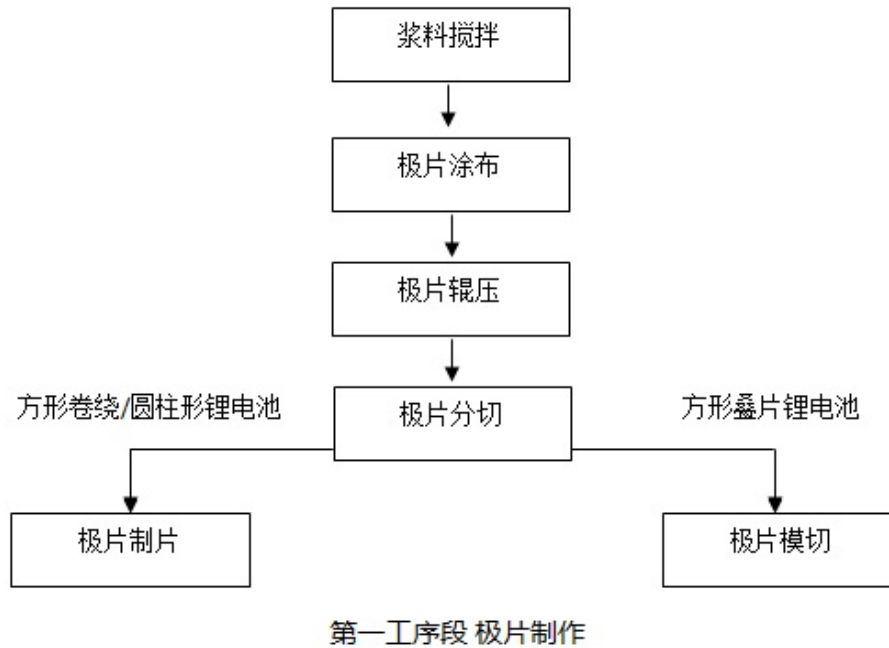 浆料搅拌
极片涂布
极片辊压
极片分切
方形卷绕/圆柱形锂电池
方形叠片锂电池
极片制片
极片模切
第一工序段 极片制作